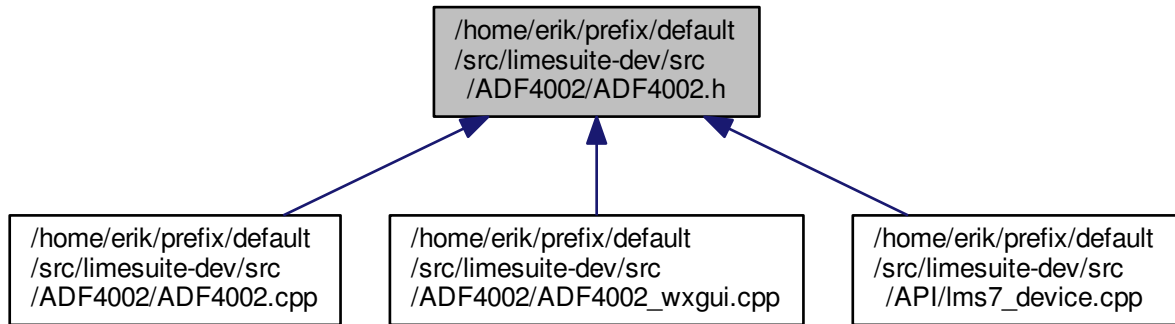 /home/erik/prefix/default
/src/limesuite-dev/src
/ADF4002/ADF4002.h
/home/erik/prefix/default
/src/limesuite-dev/src
/ADF4002/ADF4002.cpp
/home/erik/prefix/default
/src/limesuite-dev/src
/ADF4002/ADF4002_wxgui.cpp
/home/erik/prefix/default
/src/limesuite-dev/src
/API/lms7_device.cpp